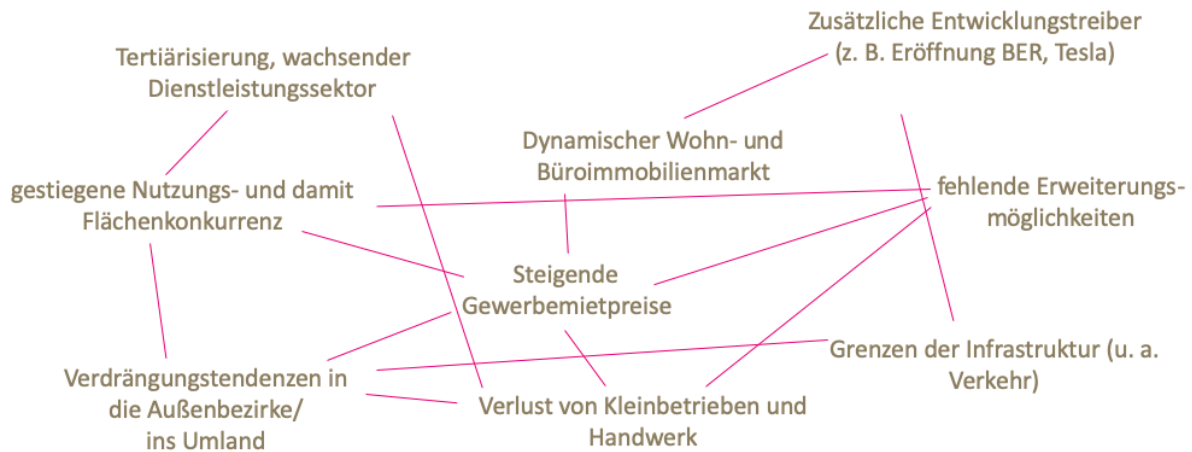 Zusätzliche Entwicklungstreiber
(z. B. Eröffnung BER, Tesla)
Tertiärisierung, wachsender
Dienstleistungssektor
Dynamischer Wohn- und
Büroimmobilienmarkt
gestiegene Nutzungs- und damit
Flächenkonkurrenz
fehlende Erweiterungs-
möglichkeiten
Steigende
Gewerbemietpreise
Grenzen der Infrastruktur (u. a.
Verkehr)
Verdrängungstendenzen in
die Außenbezirke/
ins Umland
Verlust von Kleinbetrieben und
Handwerk